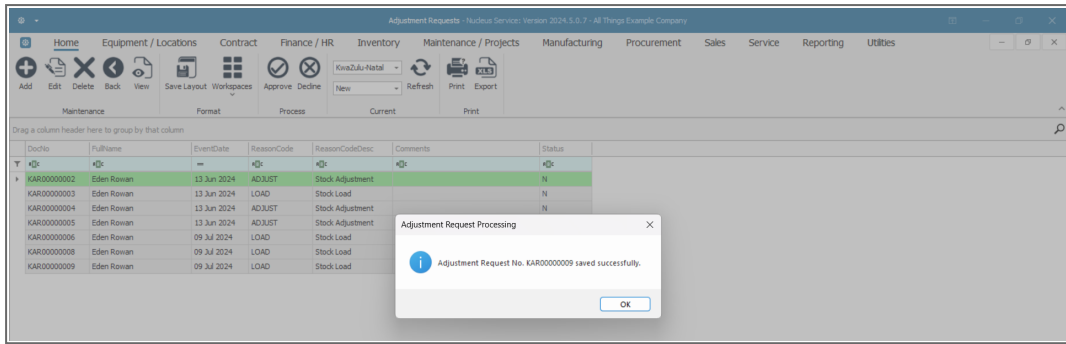 Adjustment Requests - Nucleus Service: Version 2024.5.0.7 - All Things Example Company
Home Equipment / Locations Contract Finance / HR Inventory Maintenance / Projects Manufacturing Procurement Sales Service Reporting Utilities
KwaZulu-Natal
Add Edit Delete Back View Save Layout Workspaces Approve Decline New Refresh Print Export
XLS
Maintenance Format Process Current Print
Drag a column header here to group by that column
DocNo FullName EventDate ReasonCode ReasonCodeDesc Comments Status
KAR00000002 Eden Rowan 13 Jun 2024 ADJUST Stock Adjustment N
KAR00000003 Eden Rowan 13 Jun 2024 LOAD Stock Load N
KAR00000004 Eden Rowan 13 Jun 2024 ADJUST Stock Adjustment N
KAR00000005 Eden Rowan 13 Jun 2024 ADJUST Stock Adjustment
KAR00000006 Eden Rowan 09 Jul 2024 LOAD Stock Load
KAR00000008 Eden Rowan 09 Jul 2024 LOAD Stock Load
KAR00000009 Eden Rowan 09 Jul 2024 LOAD Stock Load
Adjustment Request Processing
Adjustment Request No. KAR00000009 saved successfully.
OK